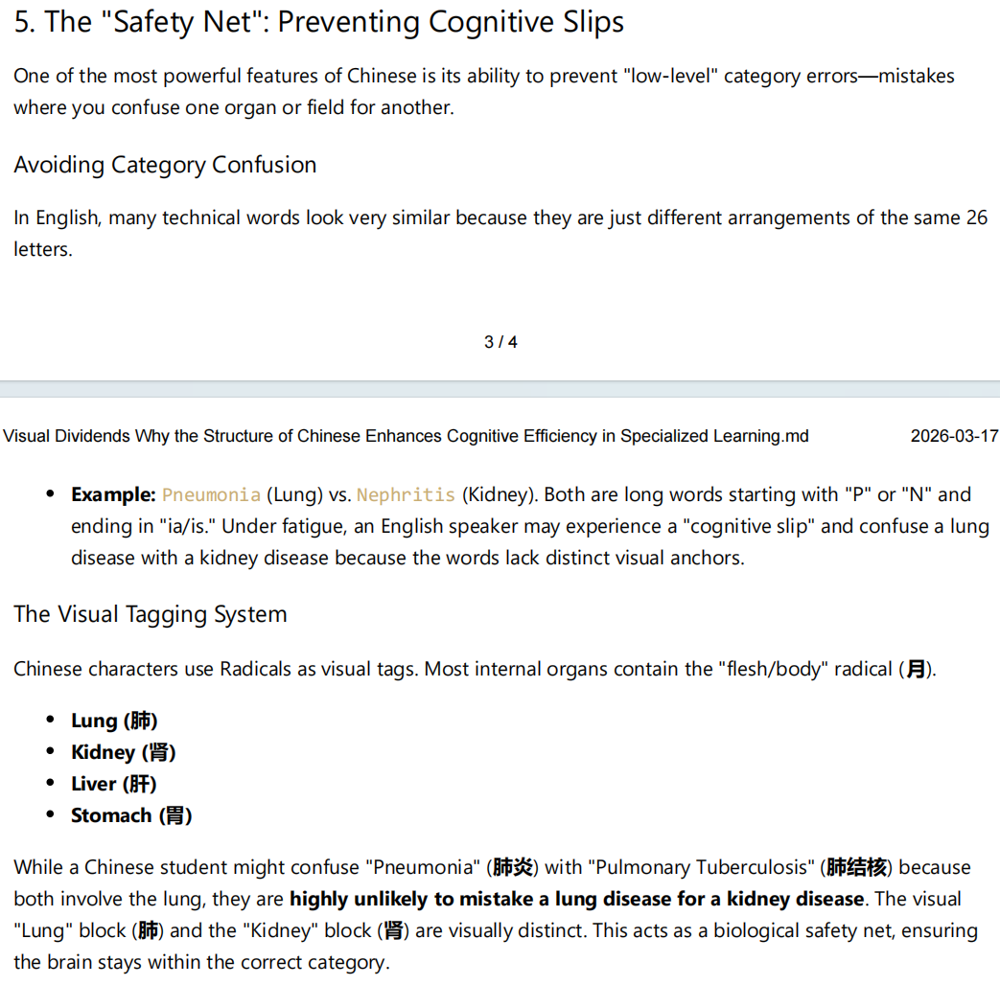 5. The "Safety Net": Preventing Cognitive Slips
One of the most powerful features of Chinese is its ability to prevent "low-level" category errors—mistakes
where you confuse one organ or field for another.
Avoiding Category Confusion
In English, many technical words look very similar because they are just different arrangements of the same 26
letters.
3 / 4
Visual Dividends Why the Structure of Chinese Enhances Cognitive Efficiency in Specialized Learning.md 2026-03-17
• Example: Pneumonia (Lung) vs. Nephritis (Kidney). Both are long words starting with "P" or "N" and
ending in "ia/is." Under fatigue, an English speaker may experience a "cognitive slip" and confuse a lung
disease with a kidney disease because the words lack distinct visual anchors.
The Visual Tagging System
Chinese characters use Radicals as visual tags. Most internal organs contain the "flesh/body" radical (月).
• Lung (肺)
• Kidney (肾)
• Liver (肝)
• Stomach (胃)
While a Chinese student might confuse "Pneumonia" (肺炎) with "Pulmonary Tuberculosis" (肺结核) because
both involve the lung, they are highly unlikely to mistake a lung disease for a kidney disease. The visual
"Lung" block (肺) and the "Kidney" block (肾) are visually distinct. This acts as a biological safety net, ensuring
the brain stays within the correct category.